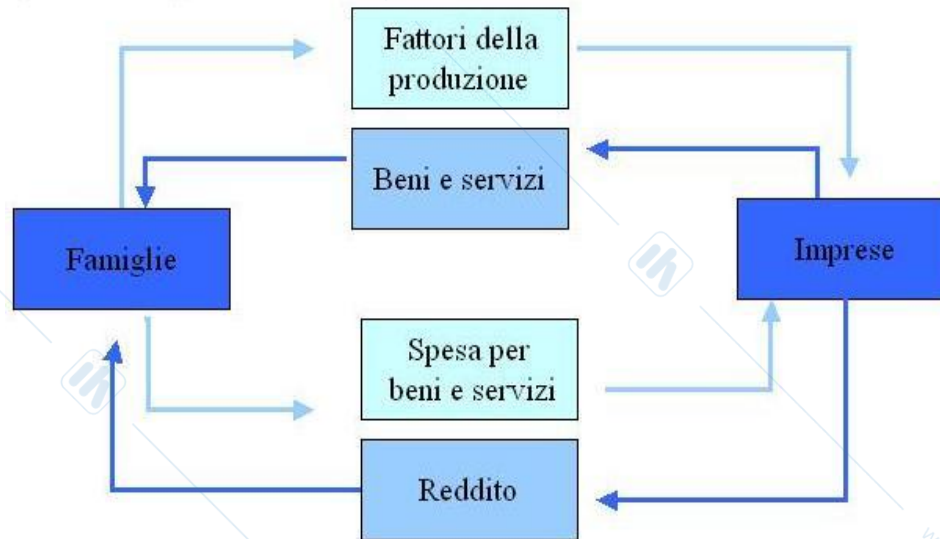 Fattori della
produzione
Beni e servizi
Famiglie
Imprese
Spesa per
beni e servizi
Reddito